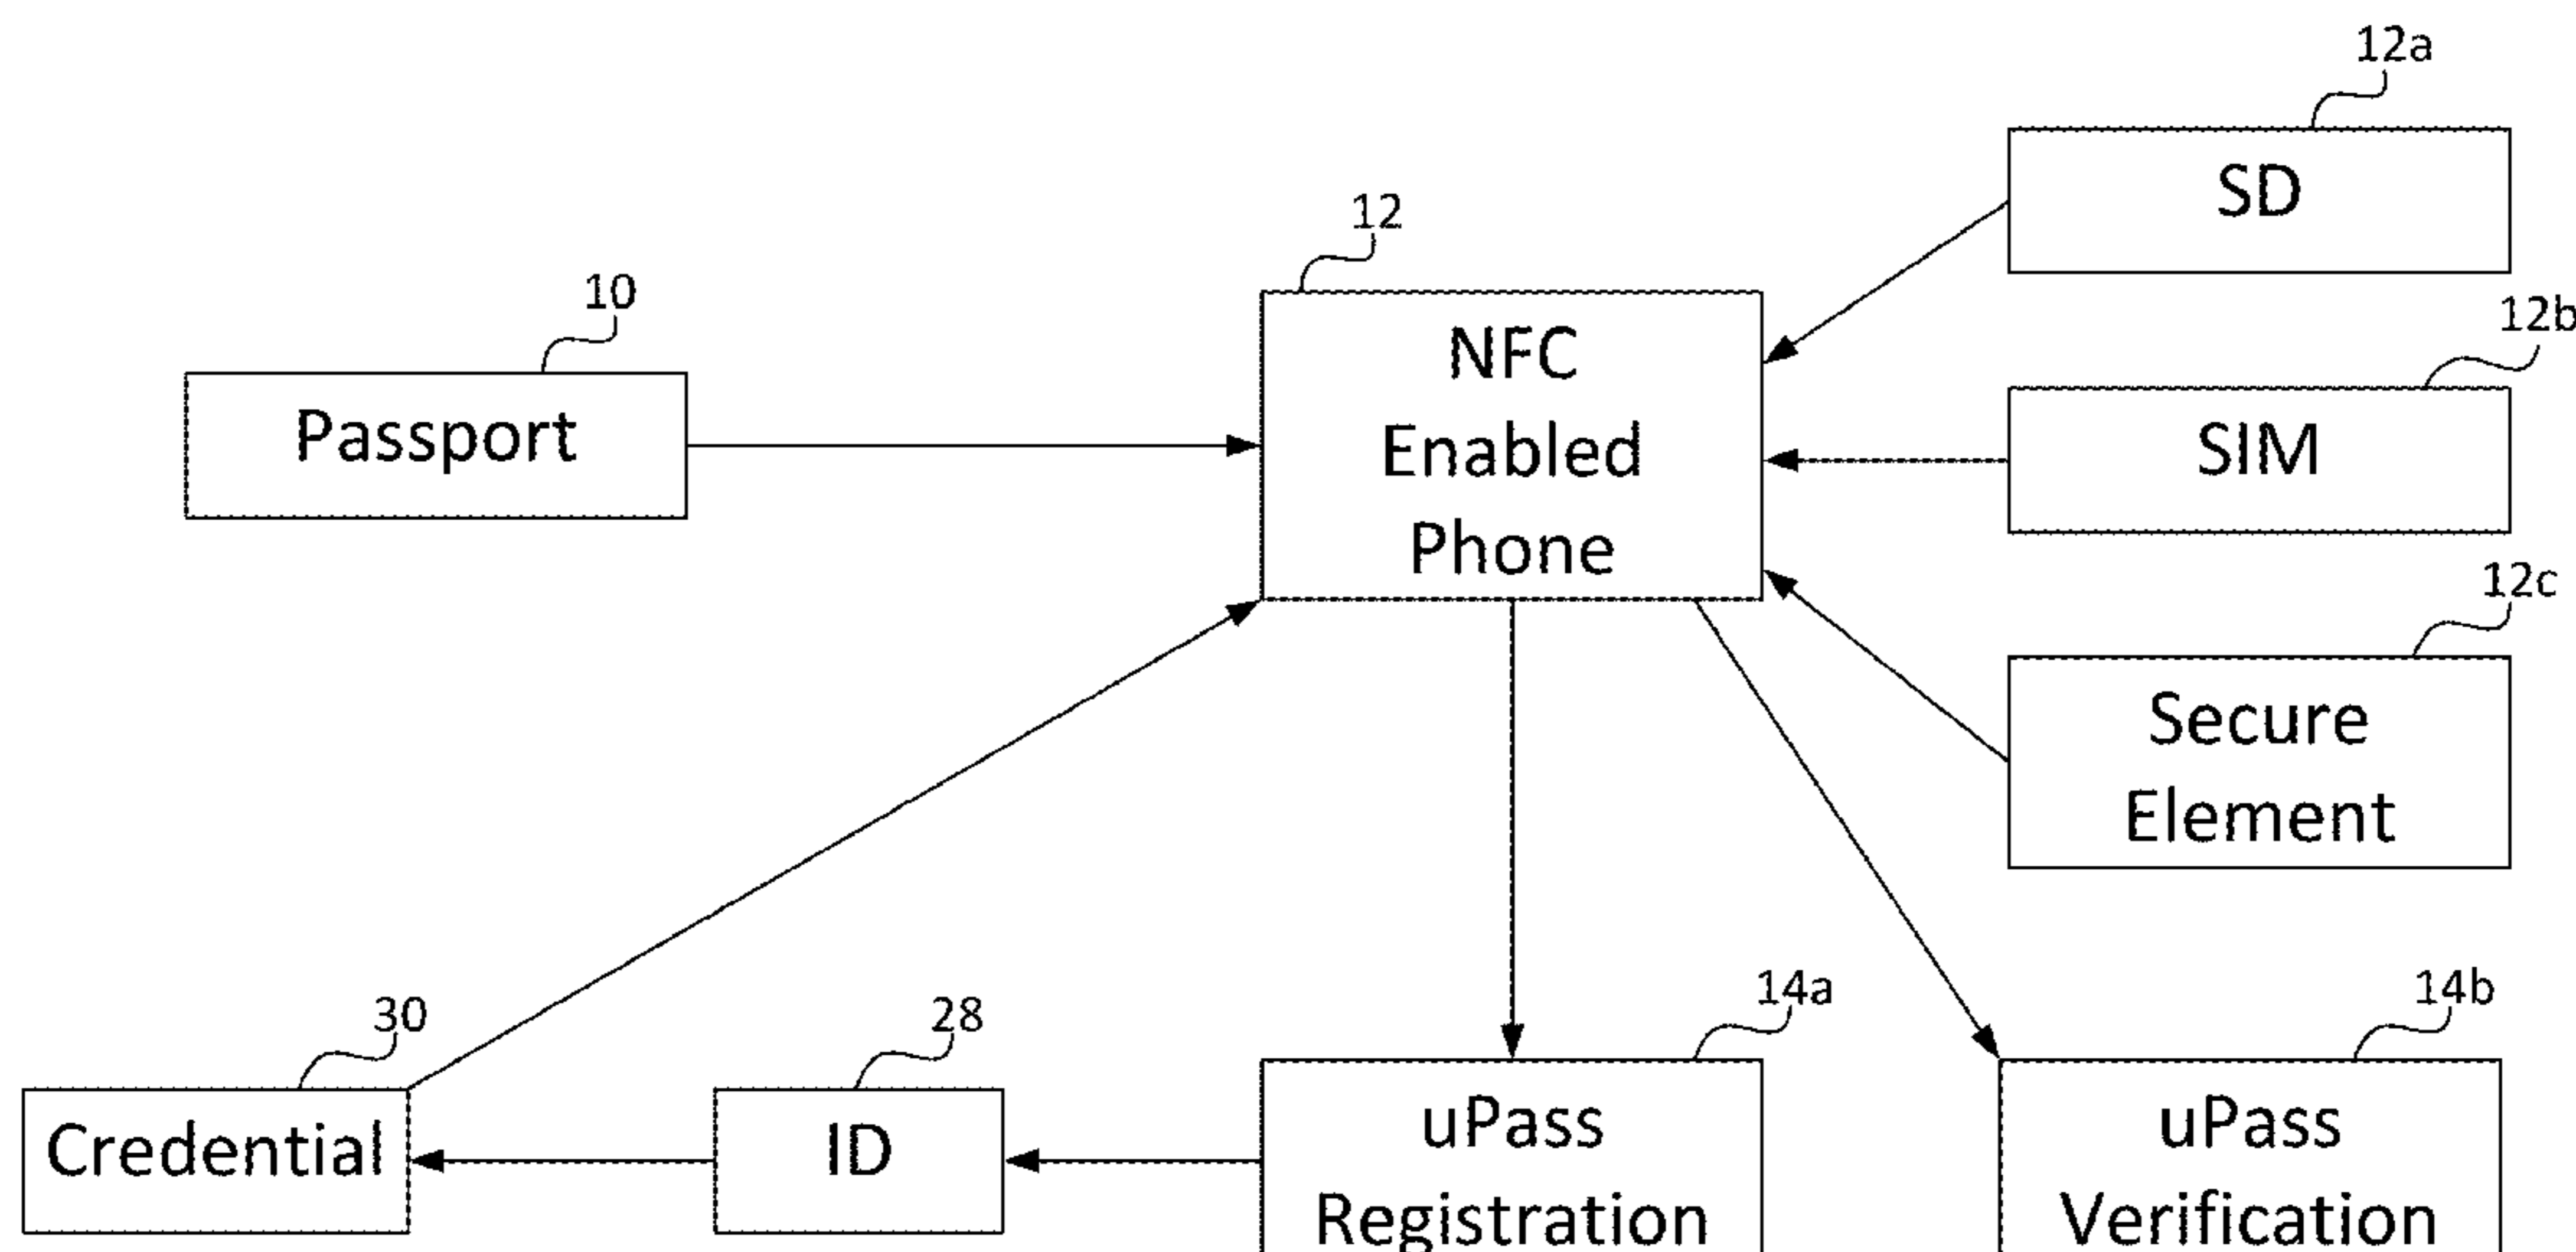 12a
SD
12
10
NFC
Enabled
Phone
Passport
12b
SIM
12c
Secure
Element
30
28
14a
14b
Credential
ID
uPass
Registration
uPass
Verification